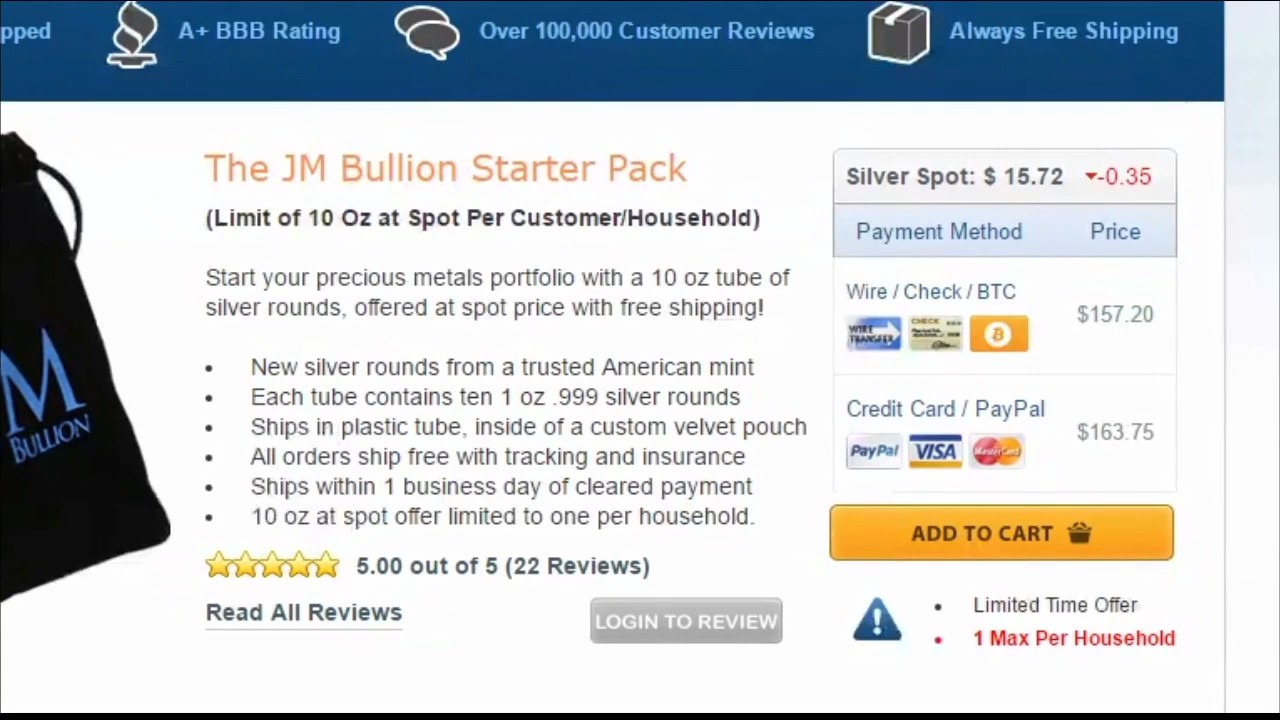 pped
A+ BBB Rating
Over 100,000 Customer Reviews
Always Free Shipping
M
BULLION
The JM Bullion Starter Pack
(Limit of 10 Oz at Spot Per Customer/Household)
Start your precious metals portfolio with a 10 oz tube of
silver rounds, offered at spot price with free shipping!
• New silver rounds from a trusted American mint
• Each tube contains ten 1 oz .999 silver rounds
• Ships in plastic tube, inside of a custom velvet pouch
• All orders ship free with tracking and insurance
• Ships within 1 business day of cleared payment
• 10 oz at spot offer limited to one per household.
5.00 out of 5 (22 Reviews)
Read All Reviews
LOGIN TO REVIEW
Silver Spot: $ 15.72 -0.35
Payment Method Price
Wire / Check / BTC
$157.20
WIRE TRANSFER CHECK
Credit Card / PayPal
$163.75
PayPal VISA MasterCard
ADD TO CART
• Limited Time Offer
• 1 Max Per Household